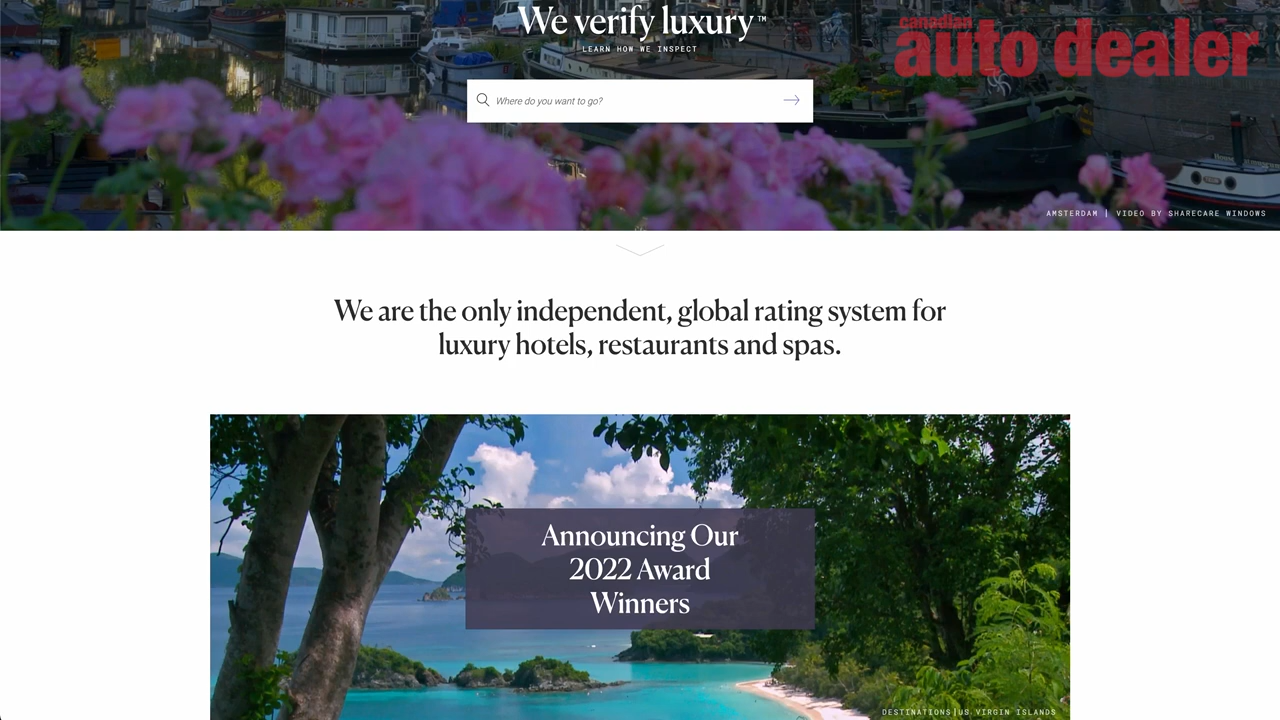 We verify luxury™
LEARN HOW WE INSPECT
canadian
auto dealer
Where do you want to go?
AMSTERDAM | VIDEO BY SHARECARE WINDOWS
We are the only independent, global rating system for
luxury hotels, restaurants and spas.
Announcing Our
2022 Award
Winners
DESTINATIONS|US VIRGIN ISLANDS